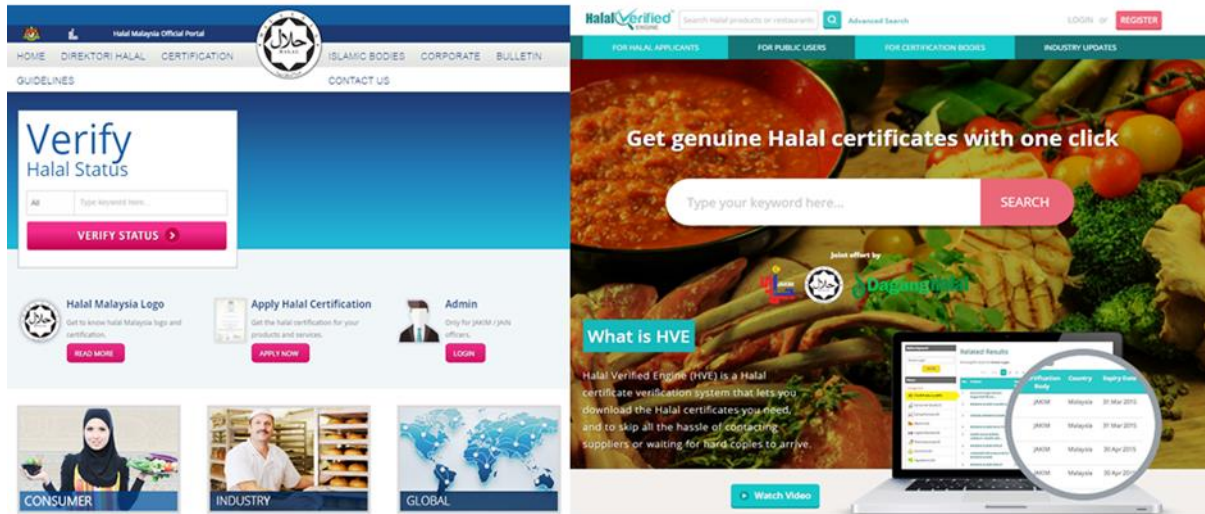 Halal Malaysia Official Portal
HOME DIREKTORI HALAL CERTIFICATION ISLAMIC BODIES CORPORATE BULLETIN
GUIDELINES CONTACT US
حلال
HALAL
Verify
Halal Status
All Type keyword here..
VERIFY STATUS
Halal Malaysia Logo
Get to know halal Malaysia logo and
certification.
READ MORE
Apply Halal Certification
Get the halal certification for your
products and services.
APPLY NOW
Admin
Only for JAKIM / JAIN
officers.
LOGIN
CONSUMER
INDUSTRY
GLOBAL
Halal Verified
ENGINE
Search Halal products or restaurants
Advanced Search
LOGIN or REGISTER
FOR HALAL APPLICANTS FOR PUBLIC USERS FOR CERTIFICATION BODIES INDUSTRY UPDATES
Get genuine Halal certificates with one click
Type your keyword here... SEARCH
Joint effort by
Dagang Halal
What is HVE
Halal Verified Engine (HVE) is a Halal
certificate verification system that lets you
download the Halal certificates you need,
and to skip all the hassle of contacting
suppliers or waiting for hard copies to arrive.
Watch Video
Related Results
Certification Body Country Expiry Date
JAKIM Malaysia 31 Mar 2015
JAKIM Malaysia 31 Mar 2015
JAKIM Malaysia 30 Apr 2015
JAKIM Malaysia 30 Apr 2015